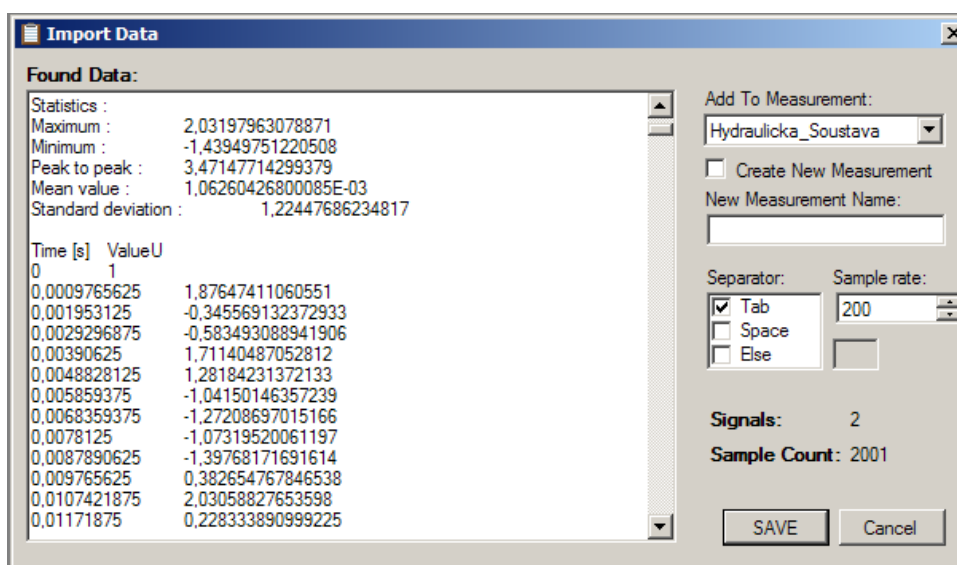 Import Data
Found Data:
Statistics :
Maximum : 2,03197963078871
Minimum : -1,43949751220508
Peak to peak : 3,47147714299379
Mean value : 1,06260426800085E-03
Standard deviation : 1,22447686234817
Time [s] ValueU
0 1
0,0009765625 1,87647411060551
0,001953125 -0,345569132372933
0,0029296875 -0,583493088941906
0,00390625 1,71140487052812
0,0048828125 1,28184231372133
0,005859375 -1,04150146357239
0,0068359375 -1,27208697015166
0,0078125 -1,07319520061197
0,0087890625 -1,39768171691614
0,009765625 0,382654767846538
0,0107421875 2,03058827653598
0,01171875 0,228333890999225
Add To Measurement:
Hydraulicka_Soustava
Create New Measurement
New Measurement Name:
Separator: Sample rate:
Tab 200
Space
Else
Signals: 2
Sample Count: 2001
SAVE Cancel